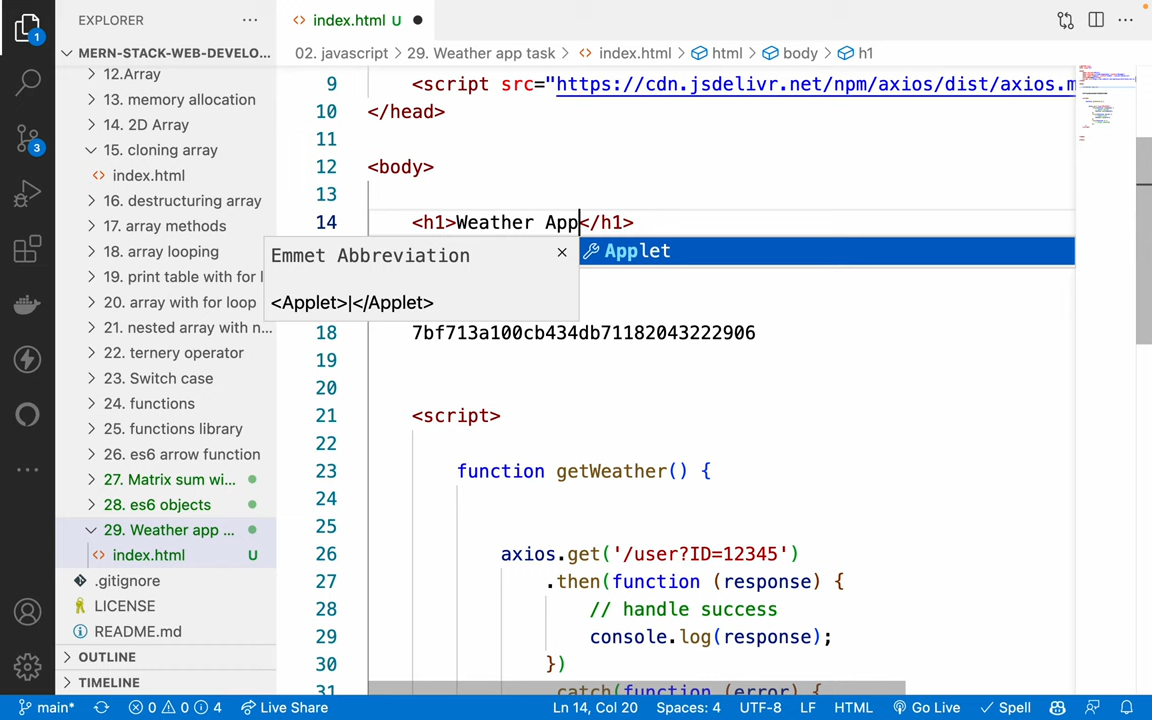 EXPLORER
index.html U
MERN-STACK-WEB-DEVELO...
02. javascript > 29. Weather app task > index.html > html > body > h1
12.Array
13. memory allocation
14. 2D Array
15. cloning array
index.html
16. destructuring array
17. array methods
18. array looping
19. print table with for l
20. array with for loop
21. nested array with n...
22. ternery operator
23. Switch case
24. functions
25. functions library
26. es6 arrow function
27. Matrix sum wi...
28. es6 objects
29. Weather app ...
index.html U
.gitignore
LICENSE
README.md
OUTLINE
TIMELINE
1
3
9 <script src="https://cdn.jsdelivr.net/npm/axios/dist/axios.m
10 </head>
11
12 <body>
13
14 <h1>Weather App</h1>
Emmet Abbreviation
<Applet>|</Applet>
Applet
18 7bf713a100cb434db71182043222906
19
20
21 <script>
22
23 function getWeather() {
24
25
26 axios.get('/user?ID=12345')
27 .then(function (response) {
28 // handle success
29 console.log(response);
30 })
31 .catch(function (error) {
main* 0 0 1 Live Share Ln 14, Col 20 Spaces: 4 UTF-8 LF HTML Go Live Spell